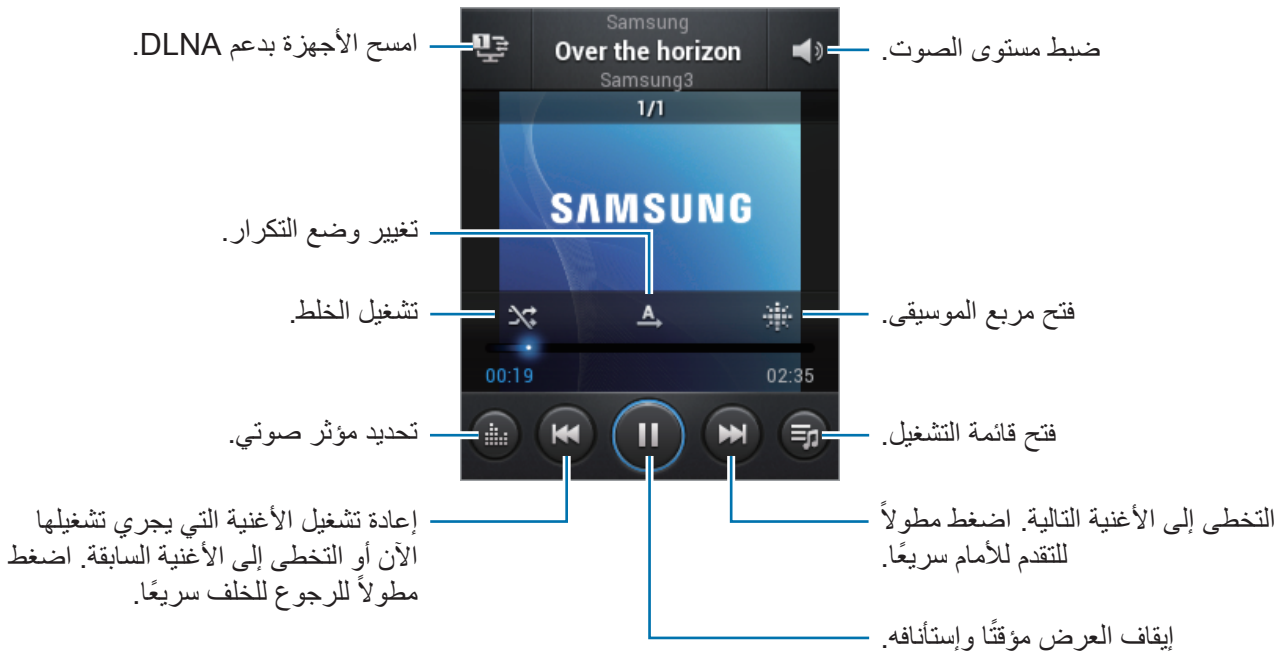 امسح الأجهزة بدعم DLNA.
Samsung
Over the horizon
Samsung3
ضبط مستوى الصوت.
1/1
SAMSUNG
تغيير وضع التكرار.
تشغيل الخلط.
A
فتح مربع الموسيقى.
00:19
02:35
تحديد مؤثر صوتي.
فتح قائمة التشغيل.
إعادة تشغيل الأغنية التي يجري تشغيلها
الآن أو التخطى إلى الأغنية السابقة. اضغط
مطولاً للرجوع للخلف سريعًا.
التخطى إلى الأغنية التالية. اضغط مطولاً
للتقدم للأمام سريعًا.
إيقاف العرض مؤقتًا وإستأنافه.